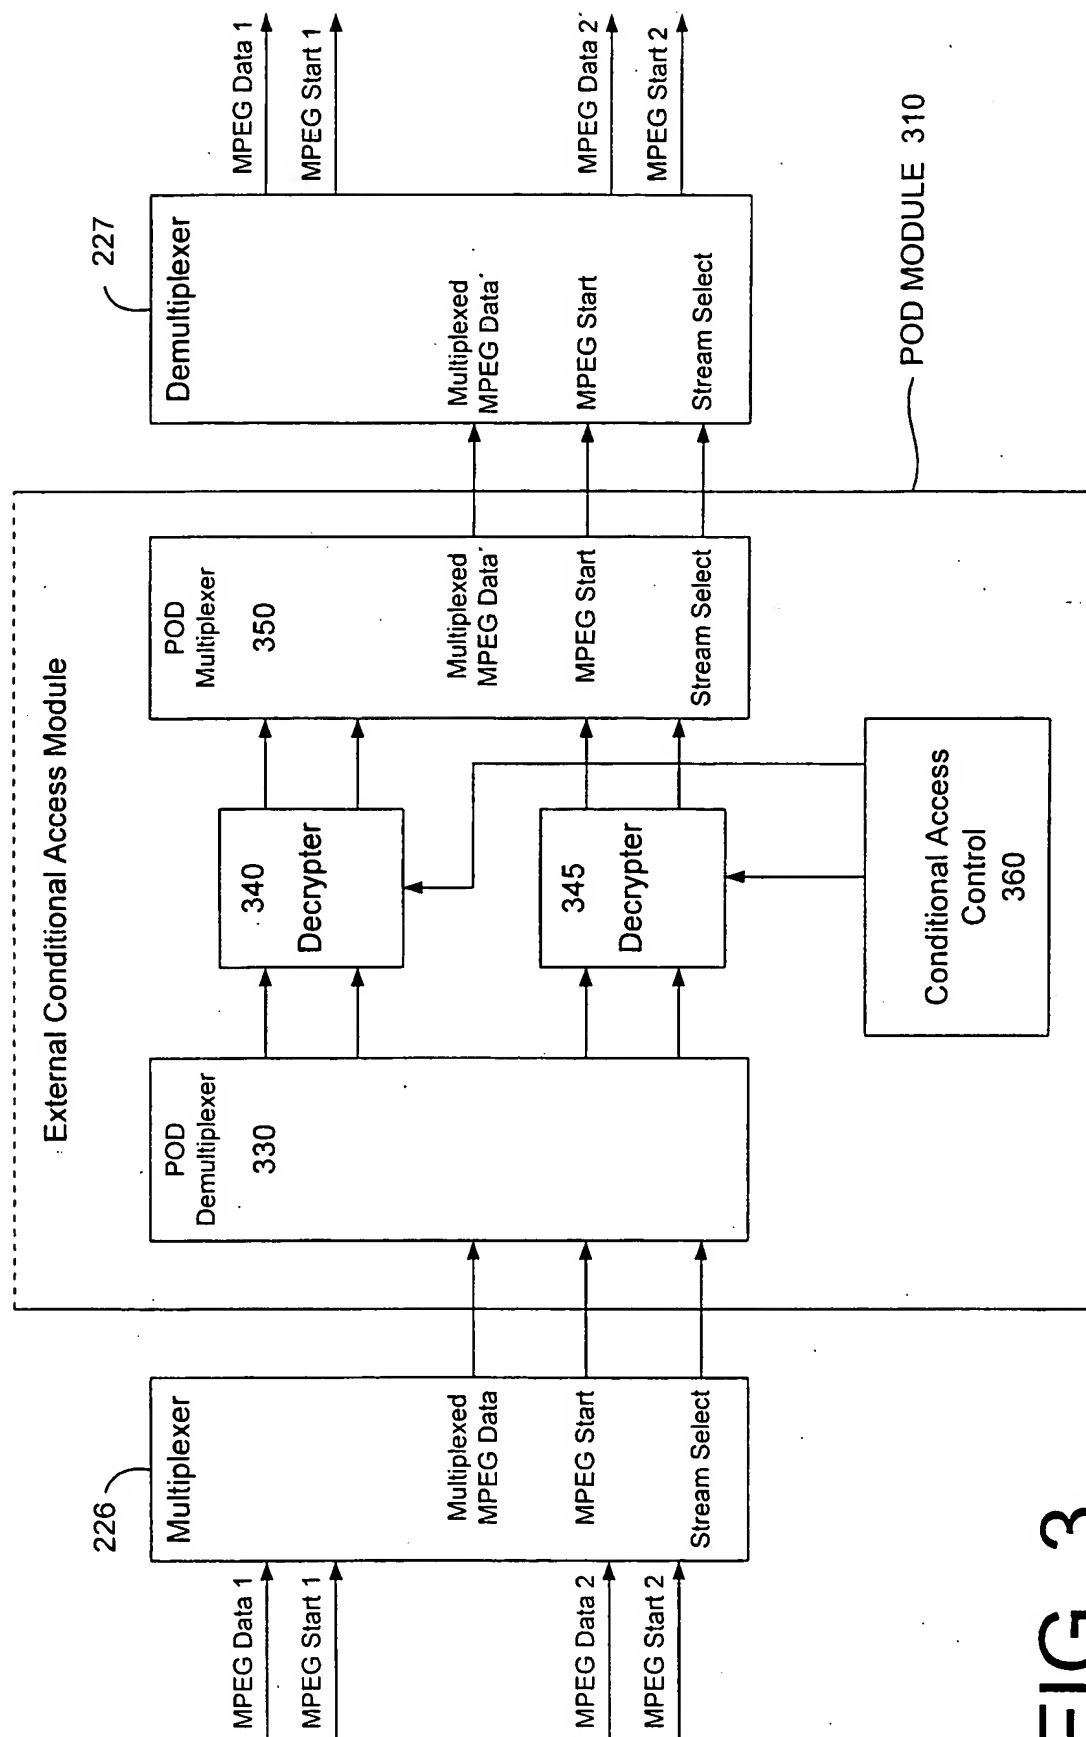 External Conditional Access Module
226
Multiplexer
MPEG Data 1
MPEG Start 1
MPEG Data 2
MPEG Start 2
Multiplexed
MPEG Data
MPEG Start
Stream Select
POD
Demultiplexer
330
340
Decrypter
345
Decrypter
Conditional Access
Control
360
POD
Multiplexer
350
Multiplexed
MPEG Data'
MPEG Start
Stream Select
POD MODULE 310
227
Demultiplexer
Multiplexed
MPEG Data'
MPEG Start
Stream Select
MPEG Data 1
MPEG Start 1
MPEG Data 2'
MPEG Start 2
FIG. 3